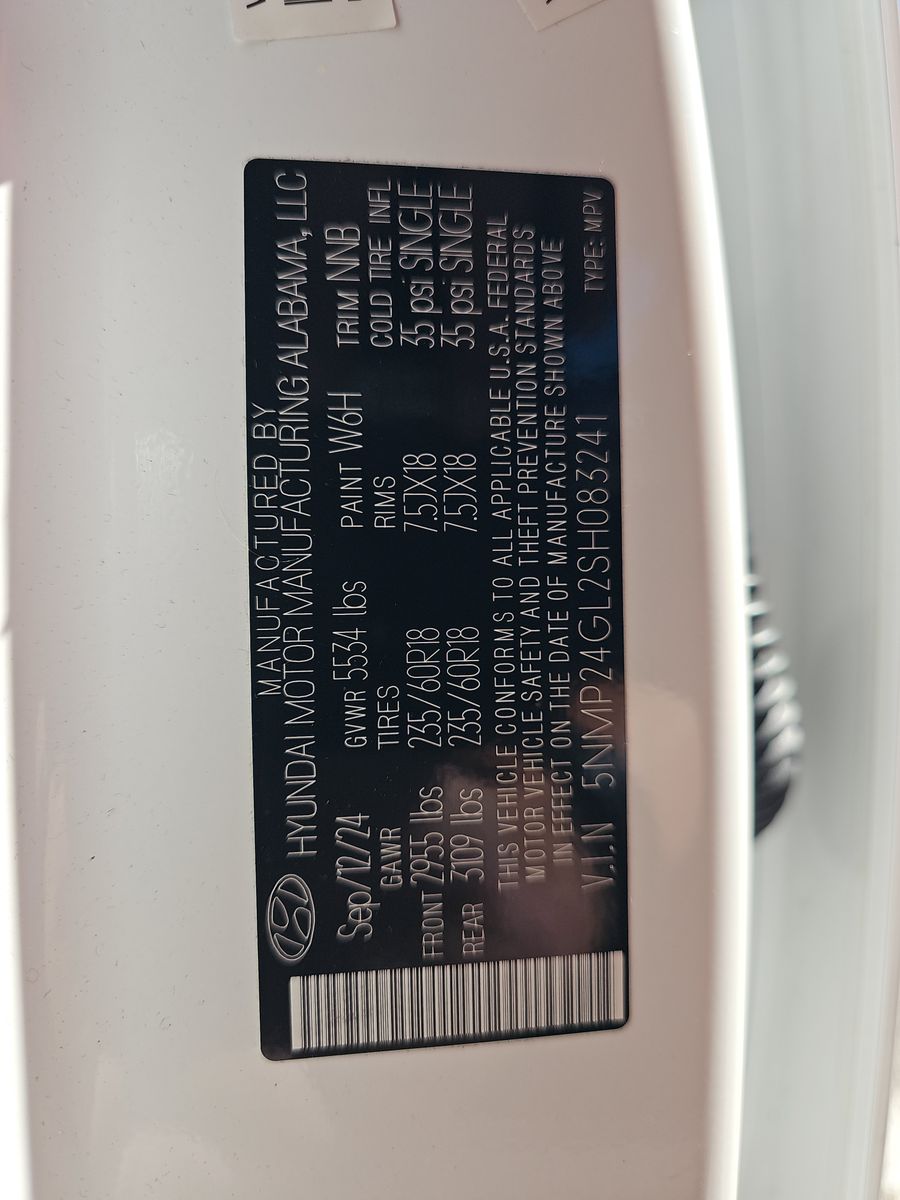 MANUFACTURED BY
HYUNDAI MOTOR MANUFACTURING ALABAMA, LLC
Sep/12/24 GVWR 5534 lbs PAINT W6H TRIM NNB
GAWR TIRES RIMS COLD TIRE INFL
FRONT 2955 lbs 235/60R18 7.5JX18 35 psi SINGLE
REAR 3109 lbs 235/60R18 7.5JX18 35 psi SINGLE
THIS VEHICLE CONFORMS TO ALL APPLICABLE U.S.A. FEDERAL
MOTOR VEHICLE SAFETY AND THEFT PREVENTION STANDARDS
IN EFFECT ON THE DATE OF MANUFACTURE SHOWN ABOVE
V.I.N 5NMP24GL2SH083241 TYPE: MPV